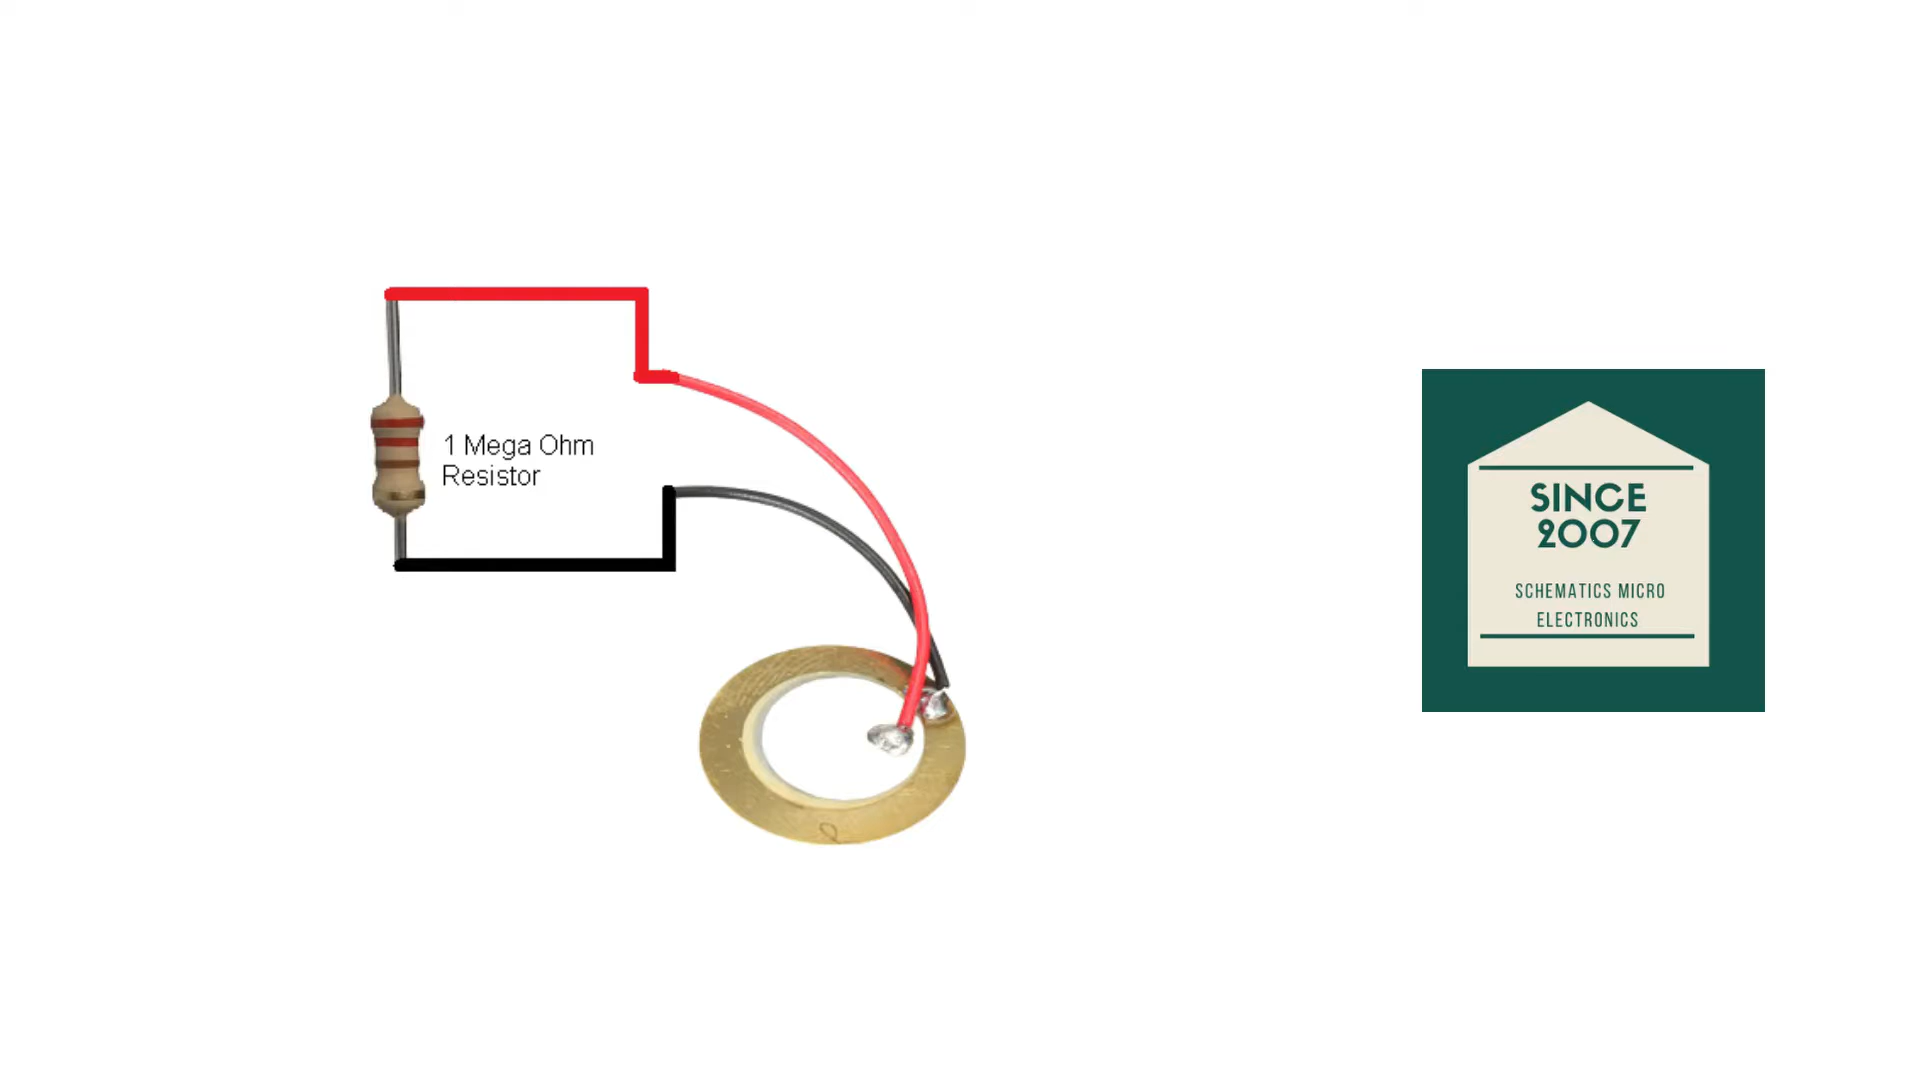 1 Mega Ohm
Resistor
SINCE
2007
SCHEMATICS MICRO
ELECTRONICS